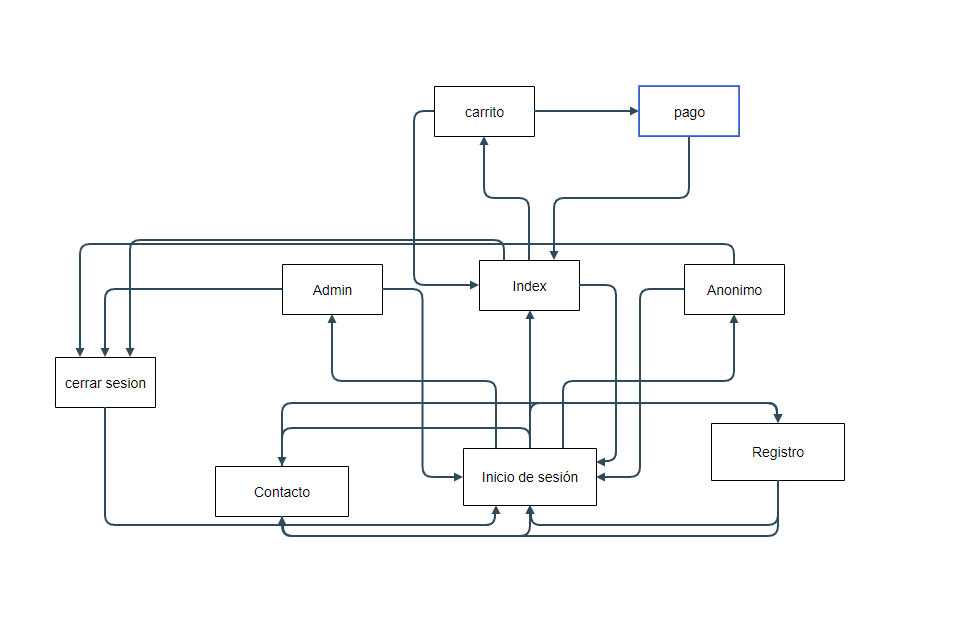 carrito
pago
Admin
Index
Anonimo
cerrar sesion
Contacto
Inicio de sesión
Registro